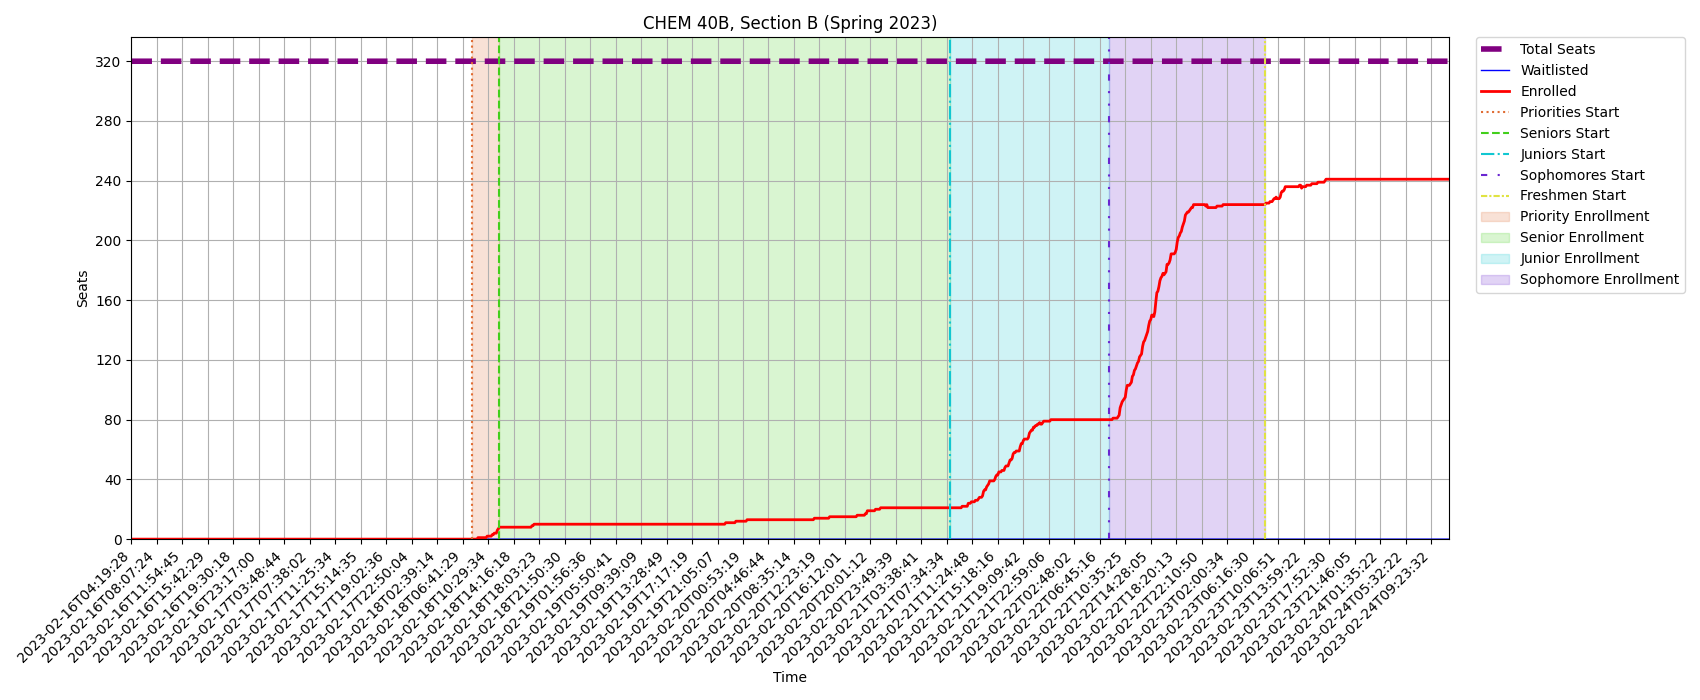 CHEM 40B, Section B (Spring 2023)
Seats
320
280
240
200
160
120
80
40
0
2023-02-16T04:19:28
2023-02-16T08:07:24
2023-02-16T11:54:45
2023-02-16T15:42:29
2023-02-16T19:30:18
2023-02-16T23:17:00
2023-02-17T03:48:44
2023-02-17T07:38:02
2023-02-17T11:25:34
2023-02-17T15:14:35
2023-02-17T19:02:36
2023-02-17T22:50:04
2023-02-18T02:39:14
2023-02-18T06:41:29
2023-02-18T10:29:34
2023-02-18T14:16:18
2023-02-18T18:03:23
2023-02-18T21:50:30
2023-02-19T01:56:36
2023-02-19T05:50:41
2023-02-19T09:39:09
2023-02-19T13:28:49
2023-02-19T17:17:19
2023-02-19T21:05:07
2023-02-20T00:53:19
2023-02-20T04:46:44
2023-02-20T08:35:14
2023-02-20T12:23:19
2023-02-20T16:12:01
2023-02-20T20:01:12
2023-02-20T23:49:39
2023-02-21T03:38:41
2023-02-21T07:34:34
2023-02-21T11:24:48
2023-02-21T15:18:16
2023-02-21T19:09:42
2023-02-21T22:59:06
2023-02-22T02:48:02
2023-02-22T06:45:16
2023-02-22T10:35:25
2023-02-22T14:28:05
2023-02-22T18:20:13
2023-02-22T22:10:50
2023-02-23T02:00:34
2023-02-23T06:16:30
2023-02-23T10:06:51
2023-02-23T13:59:22
2023-02-23T17:52:30
2023-02-23T21:46:05
2023-02-24T01:35:22
2023-02-24T05:32:22
2023-02-24T09:23:32
Time
Total Seats
Waitlisted
Enrolled
Priorities Start
Seniors Start
Juniors Start
Sophomores Start
Freshmen Start
Priority Enrollment
Senior Enrollment
Junior Enrollment
Sophomore Enrollment